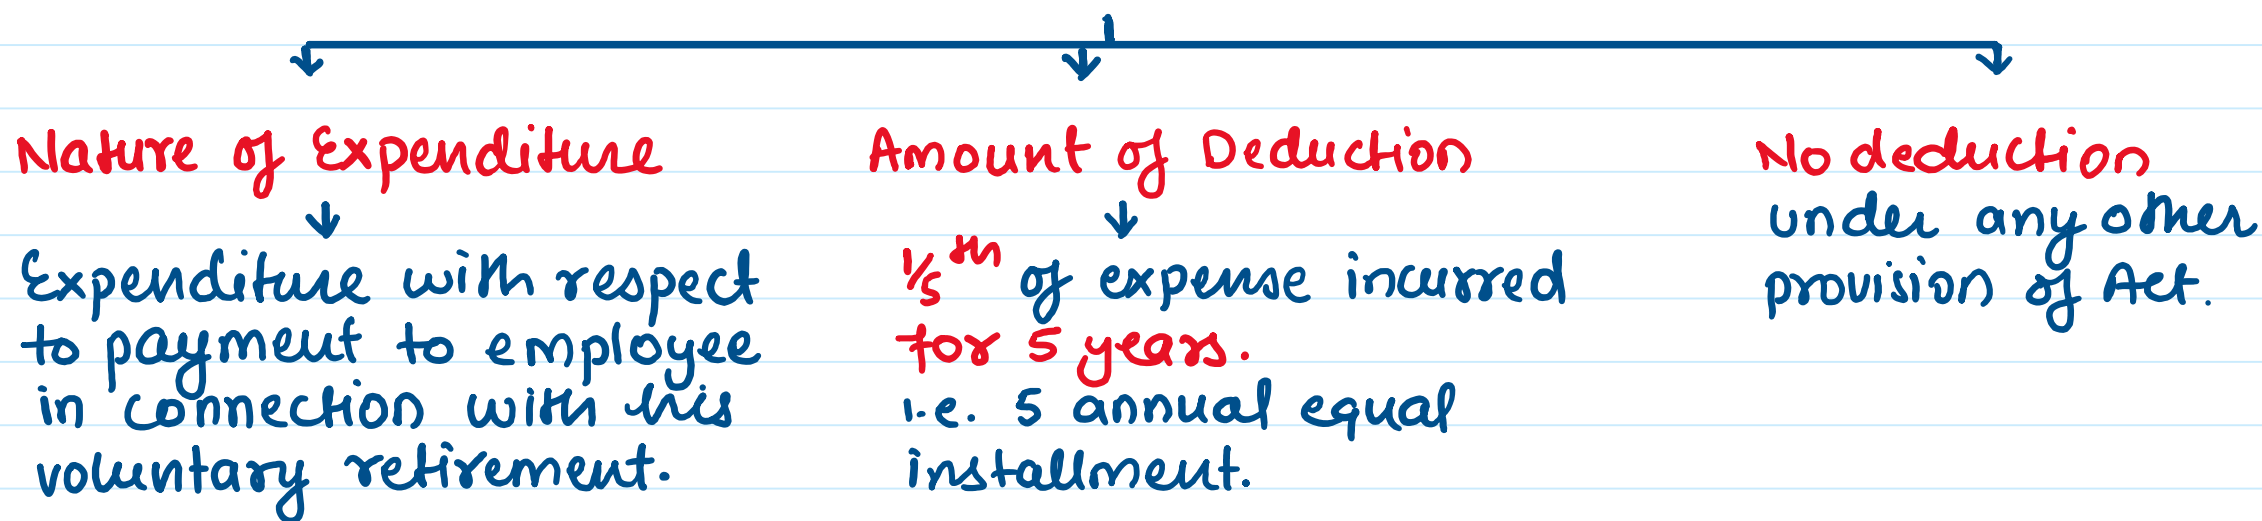 Nature of Expenditure
Expenditure with respect
to payment to employee
in connection with his
voluntary retirement.
Amount of Deduction
1/5th of expense incurred
for 5 years.
i.e. 5 annual equal
installment.
No deduction
under any other
provision of Act.